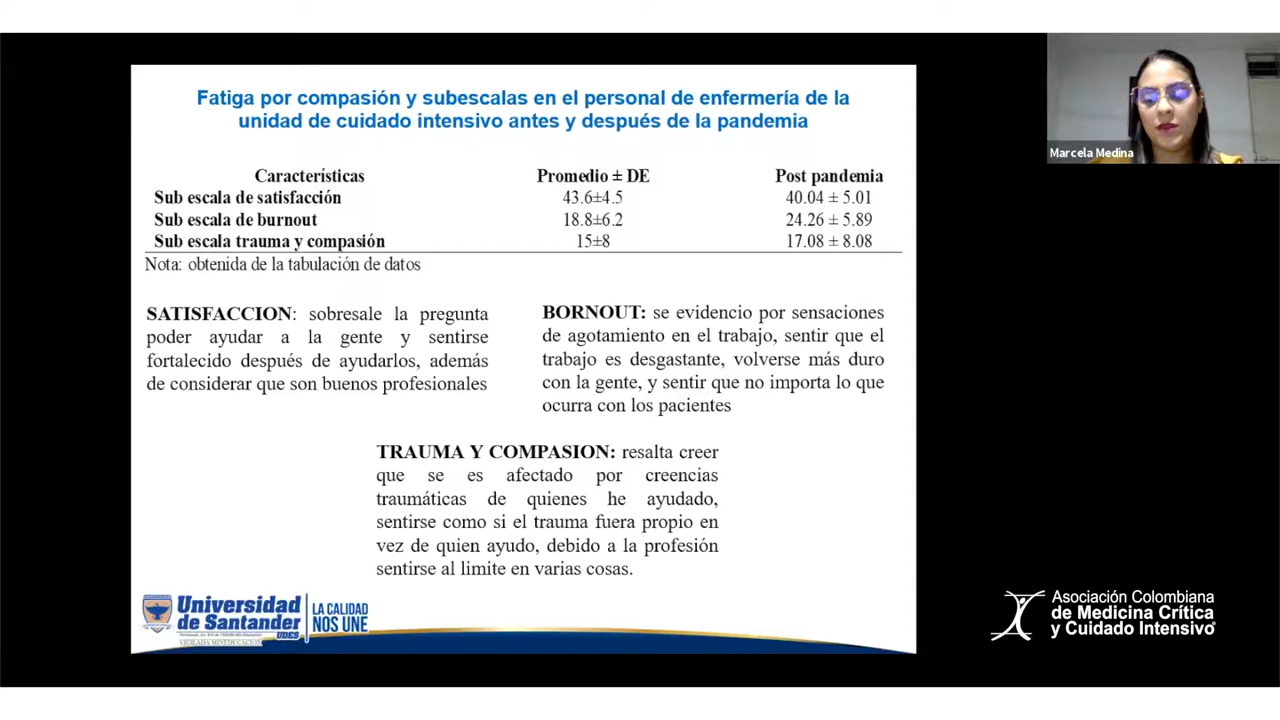 Fatiga por compasión y subescalas en el personal de enfermería de la
unidad de cuidado intensivo antes y después de la pandemia
Marcela Medina
Características Promedio ± DE Post pandemia
Sub escala de satisfacción 43.6±4.5 40.04 ± 5.01
Sub escala de burnout 18.8±6.2 24.26 ± 5.89
Sub escala trauma y compasión 15±8 17.08 ± 8.08
Nota: obtenida de la tabulación de datos
SATISFACCION: sobresale la pregunta
poder ayudar a la gente y sentirse
fortalecido después de ayudarlos, además
de considerar que son buenos profesionales
BORNOUT: se evidencio por sensaciones
de agotamiento en el trabajo, sentir que el
trabajo es desgastante, volverse más duro
con la gente, y sentir que no importa lo que
ocurra con los pacientes
TRAUMA Y COMPASION: resalta creer
que se es afectado por creencias
traumáticas de quienes he ayudado,
sentirse como si el trauma fuera propio en
vez de quien ayudo, debido a la profesión
sentirse al limite en varias cosas.
Universidad
de Santander
UDES
VIGILADA MINEDUCACIÓN
LA CALIDAD
NOS UNE
Asociación Colombiana
de Medicina Crítica
y Cuidado Intensivo